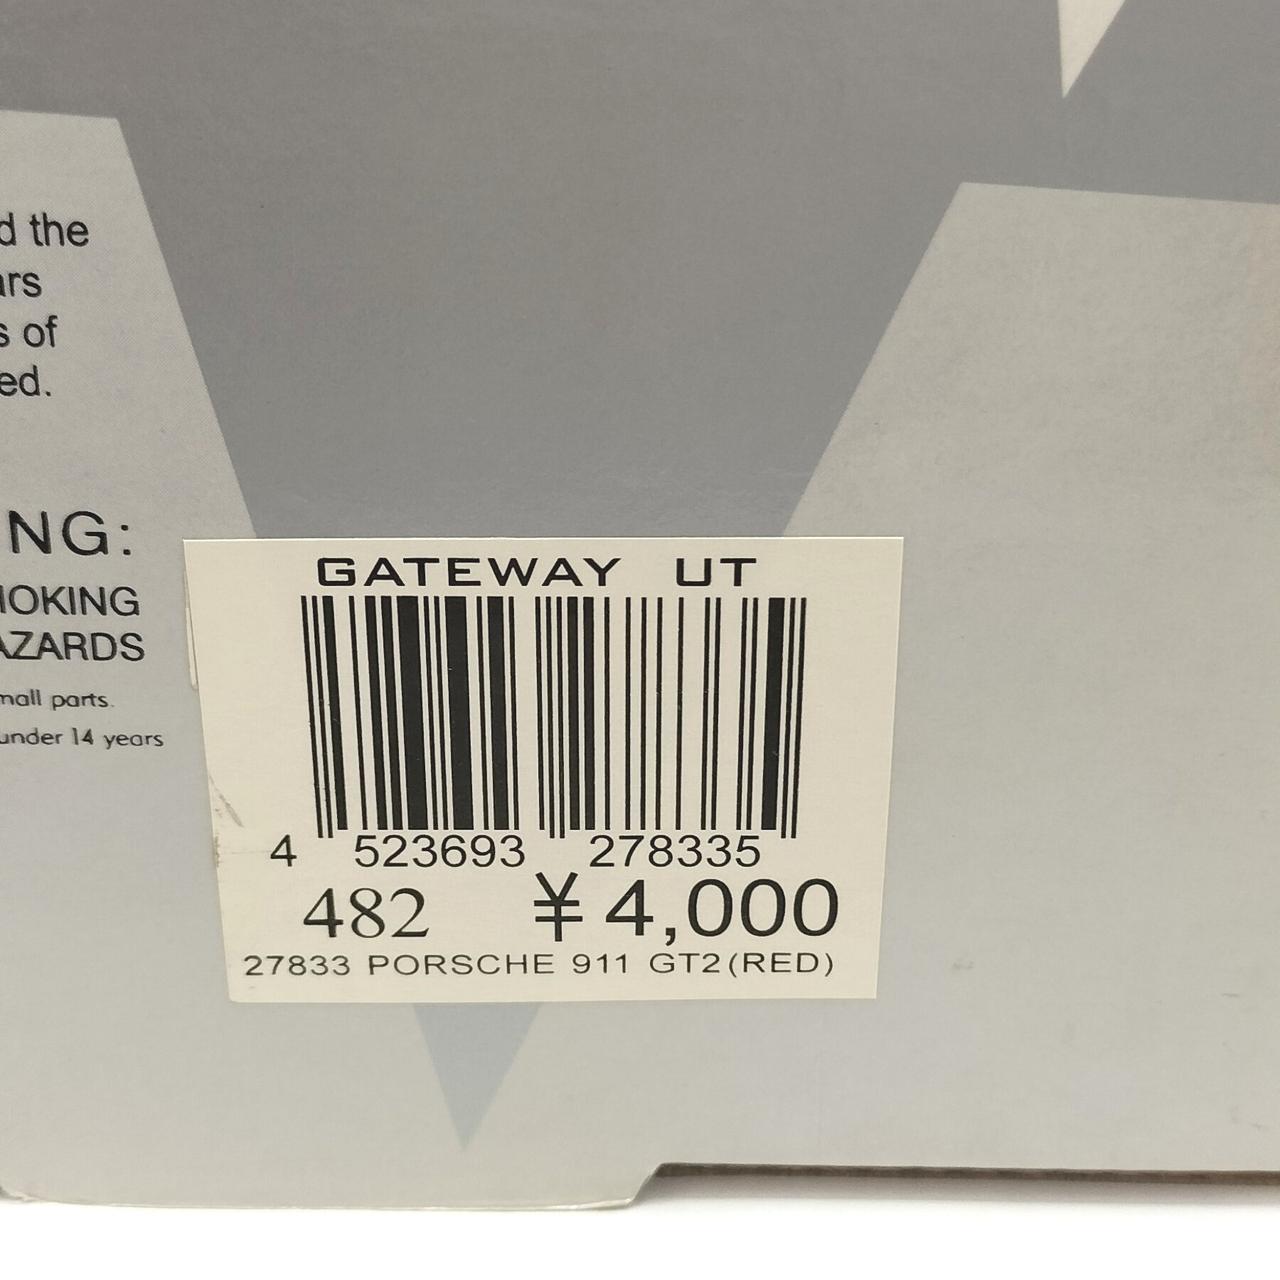 d the
ars
s of
ed.
NG:
HOKING
AZARDS
mall parts.
under 14 years
GATEWAY UT
4 523693 278335
482 ¥4,000
27833 PORSCHE 911 GT2(RED)